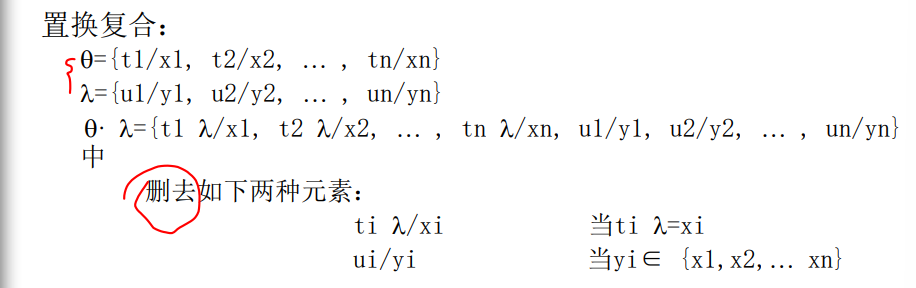 置换复合：
θ={t1/x1, t2/x2, … , tn/xn}
λ={u1/y1, u2/y2, … , un/yn}
θ· λ={t1 λ/x1, t2 λ/x2, … , tn λ/xn, u1/y1, u2/y2, … , un/yn}
中
删去如下两种元素：
ti λ/xi 当ti λ=xi
ui/yi 当yi∈ {x1,x2,… xn}